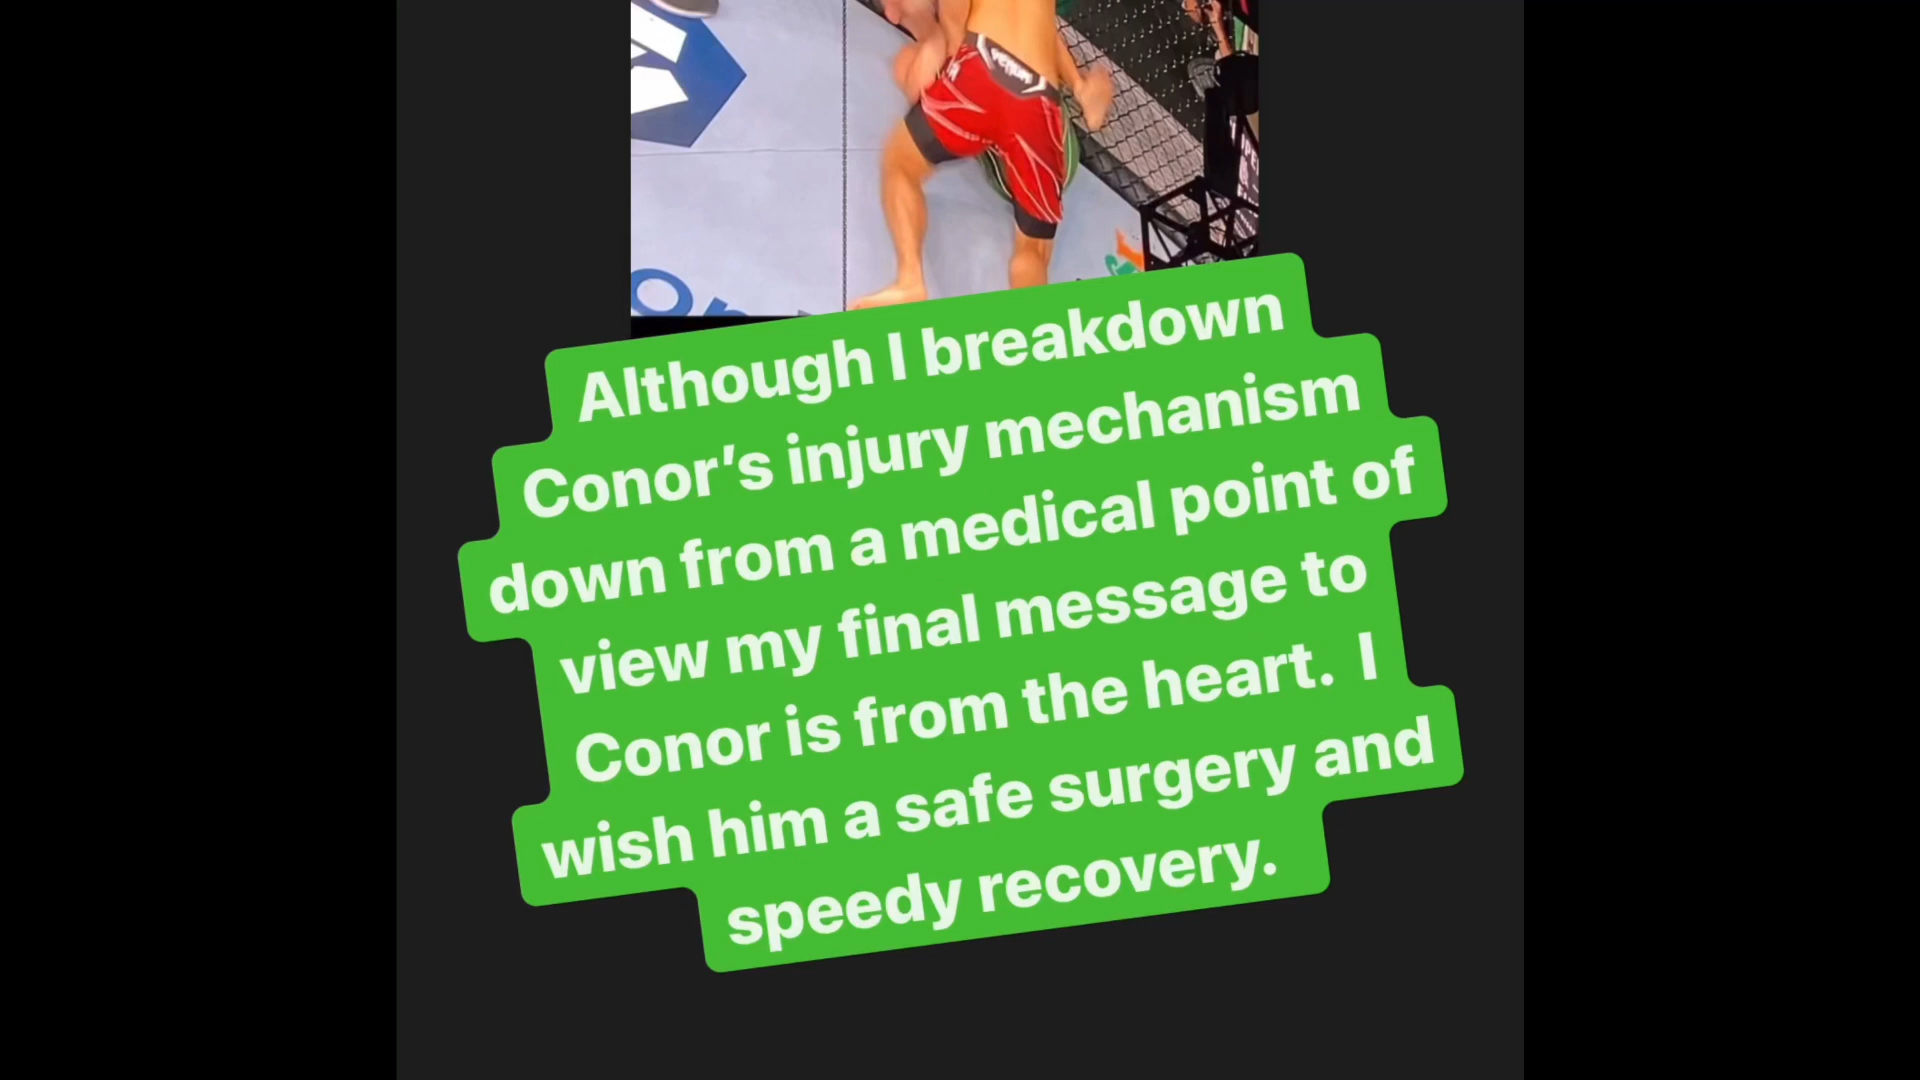 Although I breakdown
Conor's injury mechanism
down from a medical point of
view my final message to
Conor is from the heart. I
wish him a safe surgery and
speedy recovery.